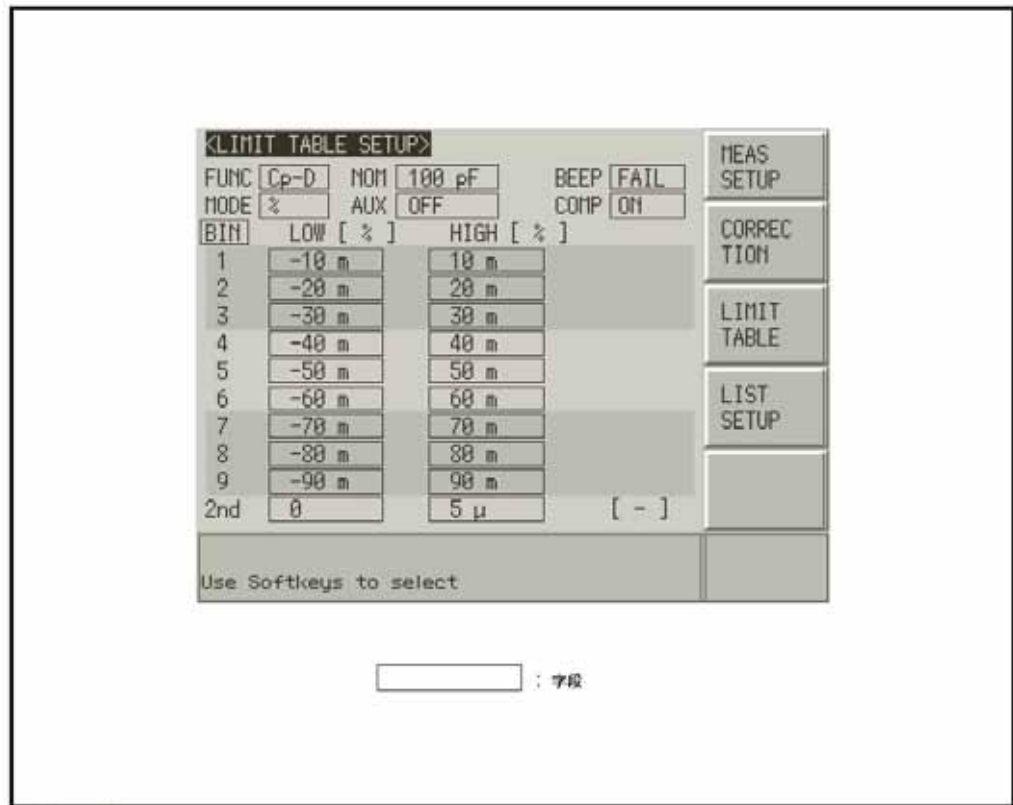 <LIMIT TABLE SETUP>
FUNC Cp-D NOM 100 pF BEEP FAIL
MODE % AUX OFF COMP ON
BIN LOW [ % ] HIGH [ % ]
1 -10 m 10 m
2 -20 m 20 m
3 -30 m 30 m
4 -40 m 40 m
5 -50 m 50 m
6 -60 m 60 m
7 -70 m 70 m
8 -80 m 80 m
9 -90 m 90 m
2nd 0 5 μ [ - ]
MEAS
SETUP
CORREC
TION
LIMIT
TABLE
LIST
SETUP
Use Softkeys to select
: 字段